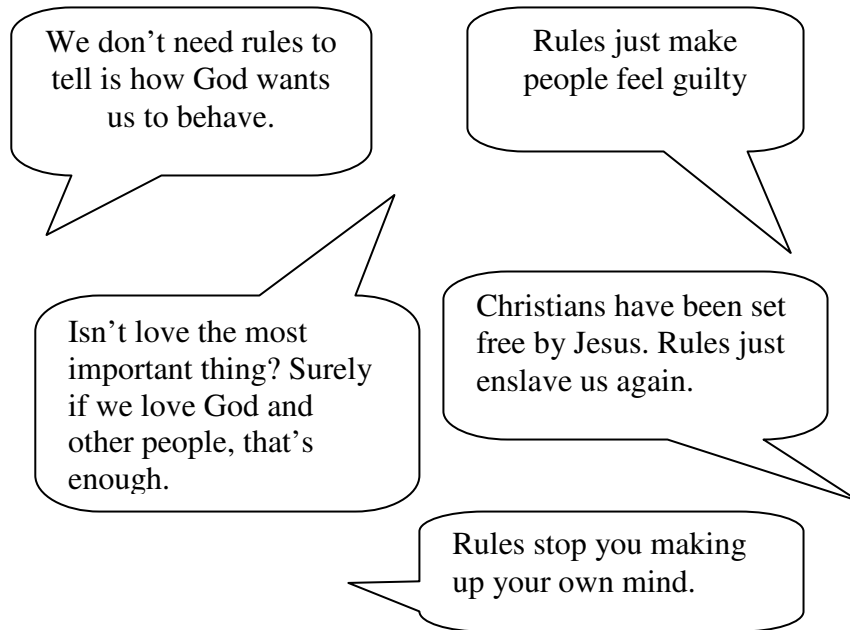 We don’t need rules to
tell is how God wants
us to behave.
Rules just make
people feel guilty
Isn’t love the most
important thing? Surely
if we love God and
other people, that’s
enough.
Christians have been set
free by Jesus. Rules just
enslave us again.
Rules stop you making
up your own mind.